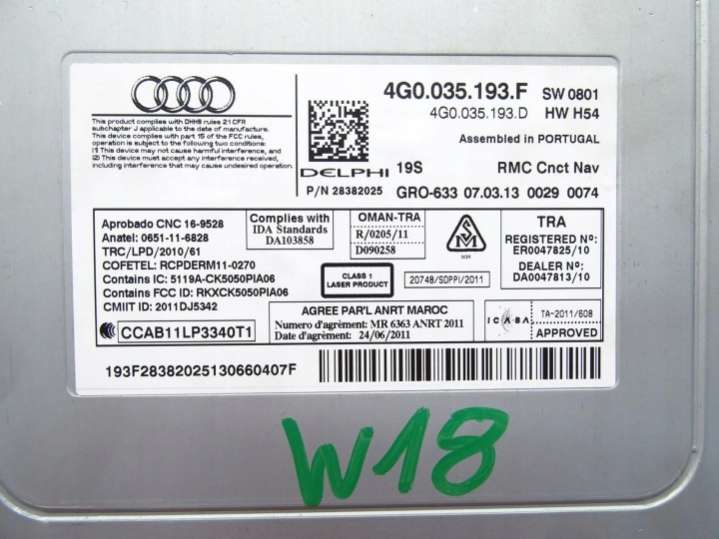 4G0.035.193.F SW 0801
4G0.035.193.D HW H54
Assembled in PORTUGAL
This product complies with DHHS rules 21 CFR
subchapter J applicable to the date of manufacture.
This device complies with part 15 of the FCC rules,
operation is subject to the following two conditions:
(1) This device may not cause harmful interference, and
(2) This device must accept any interference received,
including interference that may cause undesired operation.
DELPHI 19S RMC Cnct Nav
P/N 28382025 GRO-633 07.03.13 0029 0074
Aprobado CNC 16-9528
Anatel: 0651-11-6828
TRC/LPD/2010/61
COFETEL: RCPDERM11-0270
Contains IC: 5119A-CK5050PIA06
Contains FCC ID: RKXCK5050PIA06
CMIIT ID: 2011DJ5342
CCAB11LP3340T1
Complies with
IDA Standards
DA103858
OMAN-TRA
R/0205/11
D090258
TRA
REGISTERED Nº:
ER0047825/10
DEALER Nº:
DA0047813/10
CLASS 1
LASER PRODUCT
20748/SDPPI/2011
AGREE PAR'L ANRT MAROC
Numero d'agrément: MR 6363 ANRT 2011
Date d'agrément: 24/06/2011
ICASA
TA-2011/608
APPROVED
193F28382025130660407F
W18